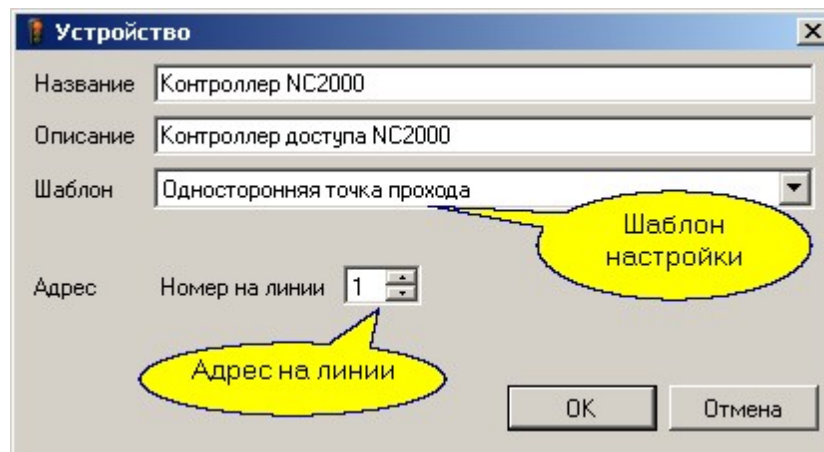 Устройство
Название Контроллер NC2000
Описание Контроллер доступа NC2000
Шаблон Односторонняя точка прохода
Шаблон
настройки
Адрес Номер на линии 1
Адрес на линии
OK Отмена